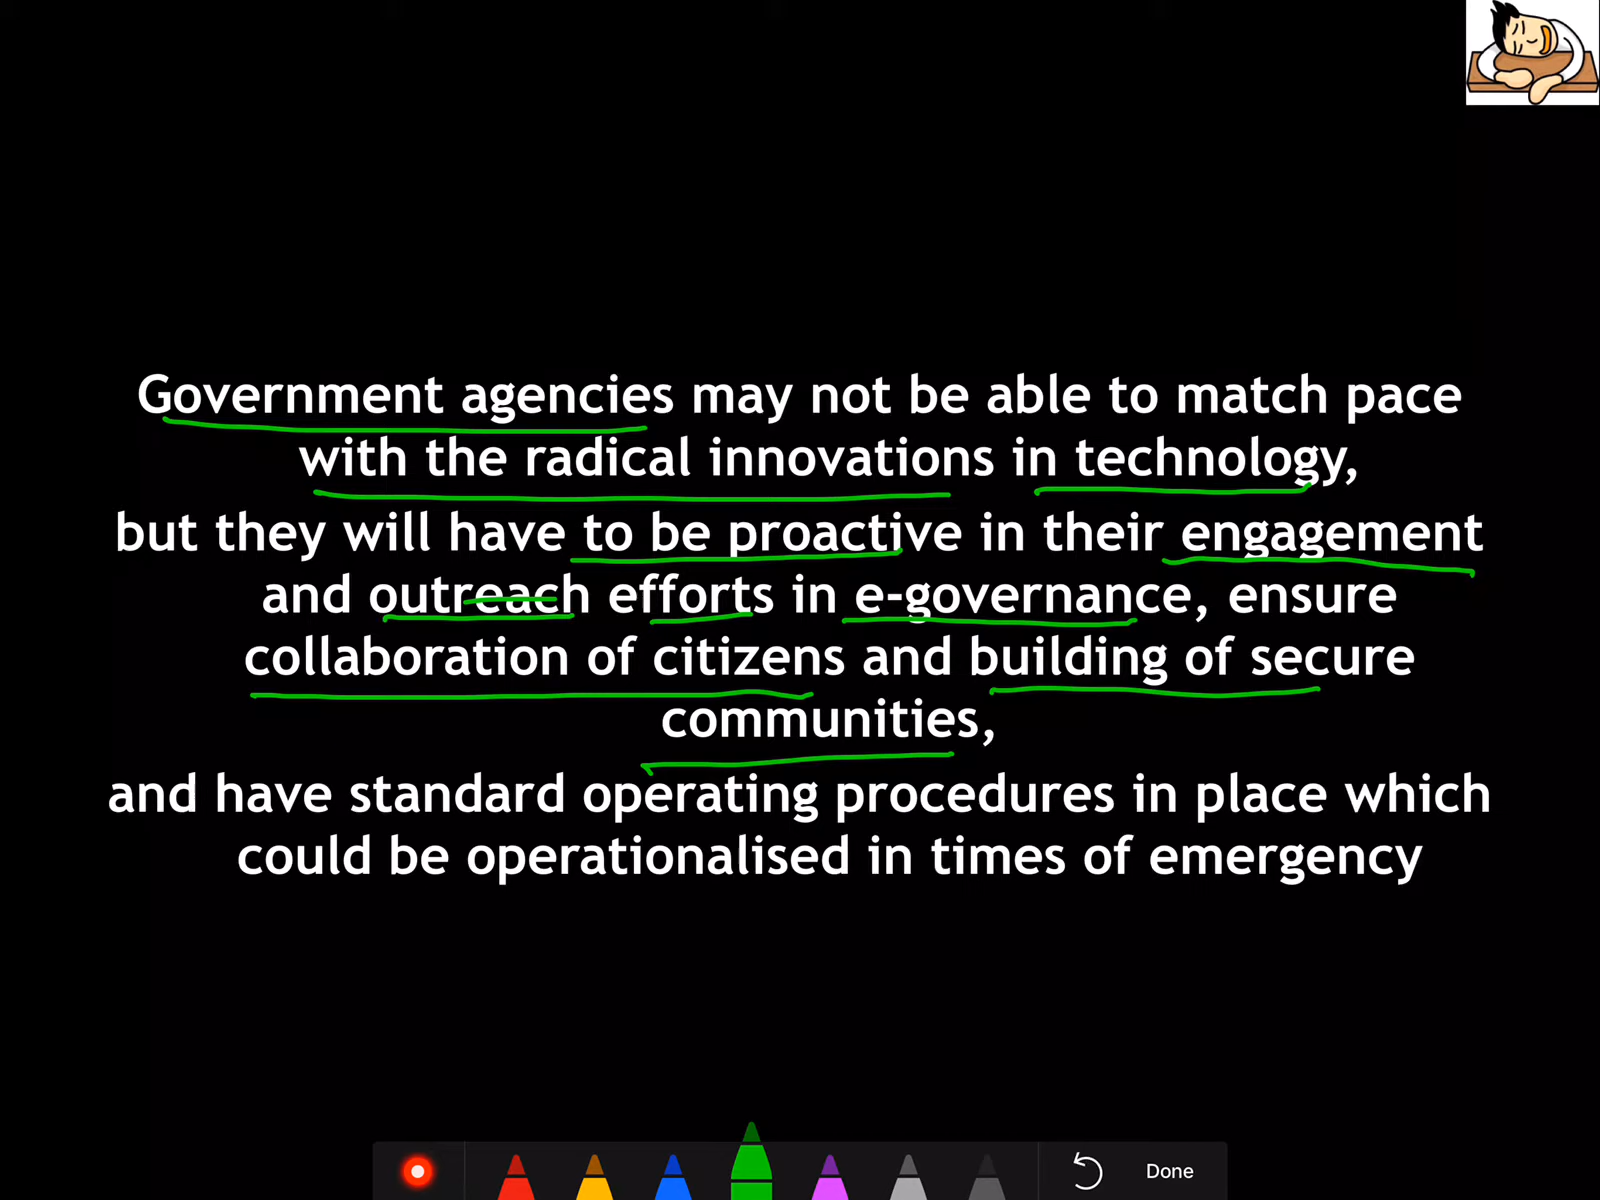 Government agencies may not be able to match pace
with the radical innovations in technology,
but they will have to be proactive in their engagement
and outreach efforts in e-governance, ensure
collaboration of citizens and building of secure
communities,
and have standard operating procedures in place which
could be operationalised in times of emergency
Done